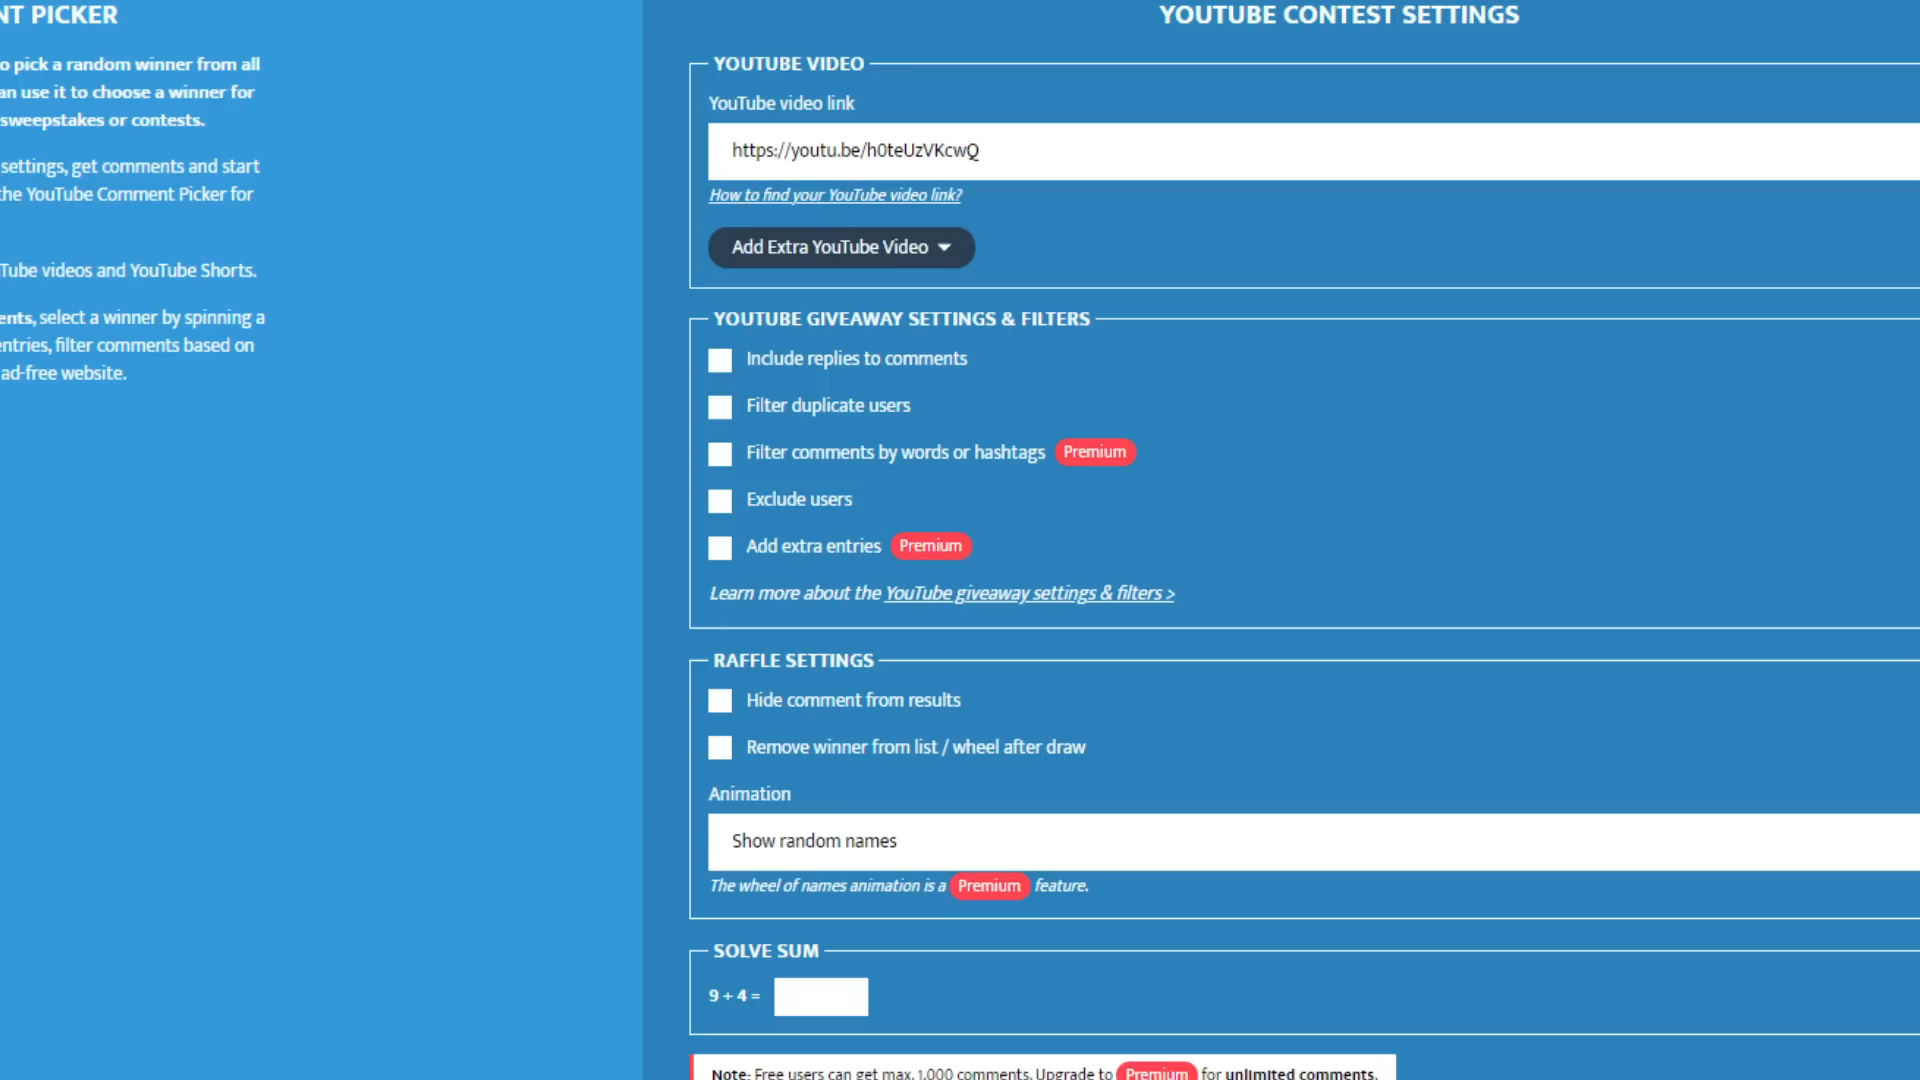 NT PICKER
o pick a random winner from all
an use it to choose a winner for
sweepstakes or contests.
settings, get comments and start
the YouTube Comment Picker for
Tube videos and YouTube Shorts.
ents, select a winner by spinning a
entries, filter comments based on
ad-free website.
YOUTUBE CONTEST SETTINGS
YOUTUBE VIDEO
YouTube video link
https://youtu.be/h0teUzVKcwQ
How to find your YouTube video link?
Add Extra YouTube Video
YOUTUBE GIVEAWAY SETTINGS & FILTERS
Include replies to comments
Filter duplicate users
Filter comments by words or hashtags Premium
Exclude users
Add extra entries Premium
Learn more about the YouTube giveaway settings & filters >
RAFFLE SETTINGS
Hide comment from results
Remove winner from list / wheel after draw
Animation
Show random names
The wheel of names animation is a Premium feature.
SOLVE SUM
9 + 4 =
Note: Free users can get max. 1,000 comments. Upgrade to Premium for unlimited comments.